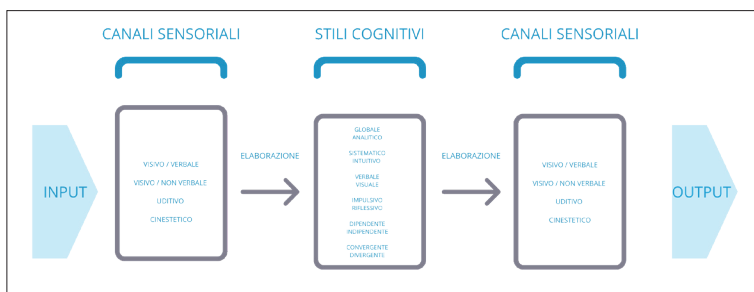 CANALI SENSORIALI
STILI COGNITIVI
CANALI SENSORIALI
INPUT
VISIVO / VERBALE
VISIVO / NON VERBALE
UDITIVO
CINESTETICO
ELABORAZIONE
GLOBALE
ANALITICO
SISTEMATICO
INTUITIVO
VERBALE
VISUALE
IMPULSIVO
RIFLESSIVO
DIPENDENTE
INDIPENDENTE
CONVERGENTE
DIVERGENTE
ELABORAZIONE
VISIVO / VERBALE
VISIVO / NON VERBALE
UDITIVO
CINESTETICO
OUTPUT